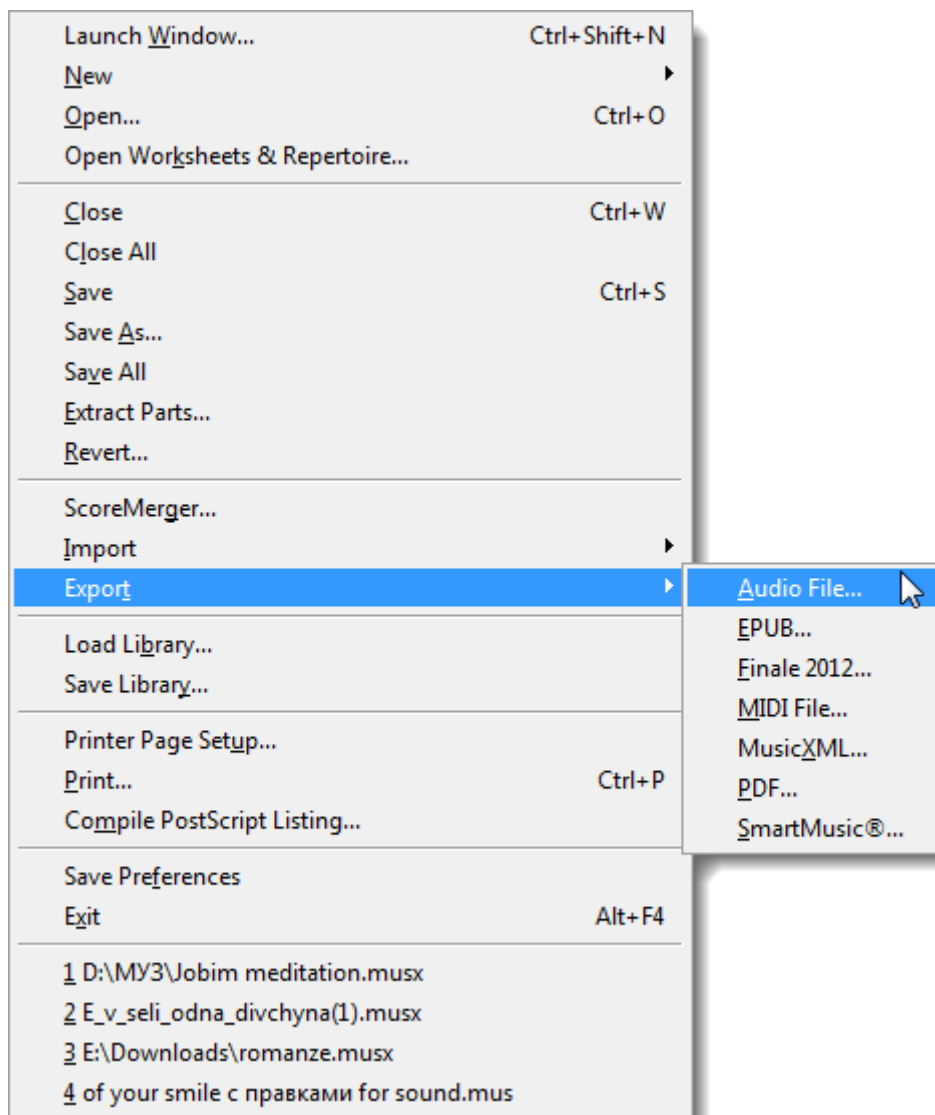 Launch Window... Ctrl+Shift+N
New
Open... Ctrl+O
Open Worksheets & Repertoire...
Close Ctrl+W
Close All
Save Ctrl+S
Save As...
Save All
Extract Parts...
Revert...
ScoreMerger...
Import
Export
Load Library...
Save Library...
Printer Page Setup...
Print... Ctrl+P
Compile PostScript Listing...
Save Preferences
Exit Alt+F4
1 D:\МУЗ\Jobim meditation.musx
2 E_v_seli_odna_divchyna(1).musx
3 E:\Downloads\romanze.musx
4 of your smile с правками for sound.mus
Audio File...
EPUB...
Finale 2012...
MIDI File...
MusicXML...
PDF...
SmartMusic®...